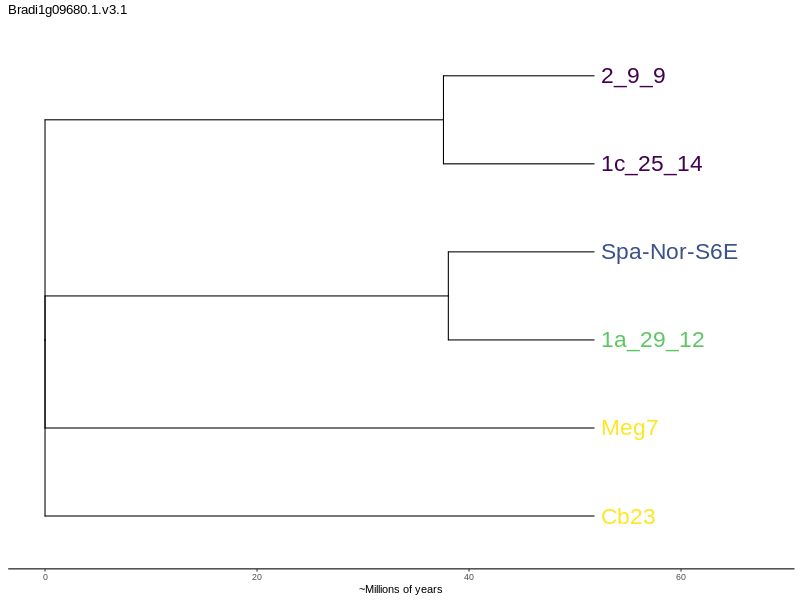 Bradi1g09680.1.v3.1
2_9_9
1c_25_14
Spa-Nor-S6E
1a_29_12
Meg7
Cb23
0 20 40 60
~Millions of years